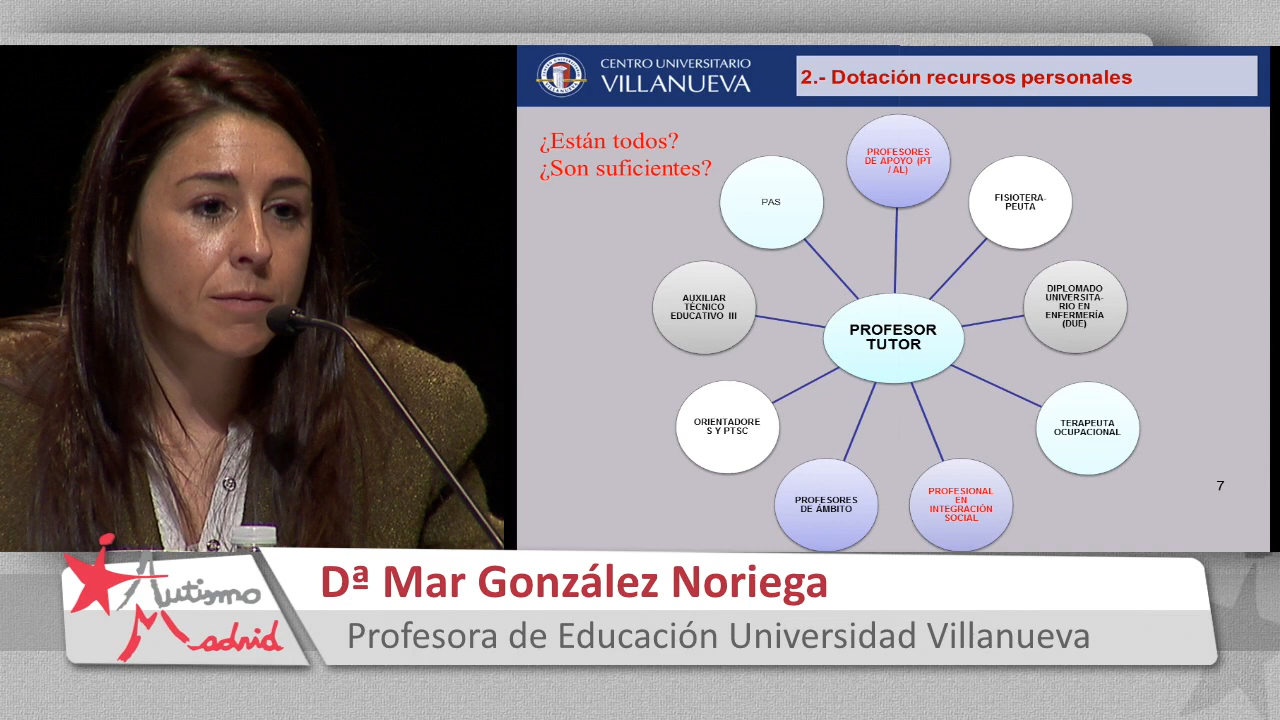 CENTRO UNIVERSITARIO
VILLANUEVA
2.- Dotación recursos personales
¿Están todos?
¿Son suficientes?
PROFESORES
DE APOYO (PT
/ AL)
PAS
FISIOTERA-
PEUTA
AUXILIAR
TÉCNICO
EDUCATIVO III
DIPLOMADO
UNIVERSITA-
RIO EN
ENFERMERÍA
(DUE)
PROFESOR
TUTOR
ORIENTADORE
S Y PTSC
TERAPEUTA
OCUPACIONAL
PROFESORES
DE ÁMBITO
PROFESIONAL
EN
INTEGRACIÓN
SOCIAL
7
Autismo
Madrid
Dª Mar González Noriega
Profesora de Educación Universidad Villanueva